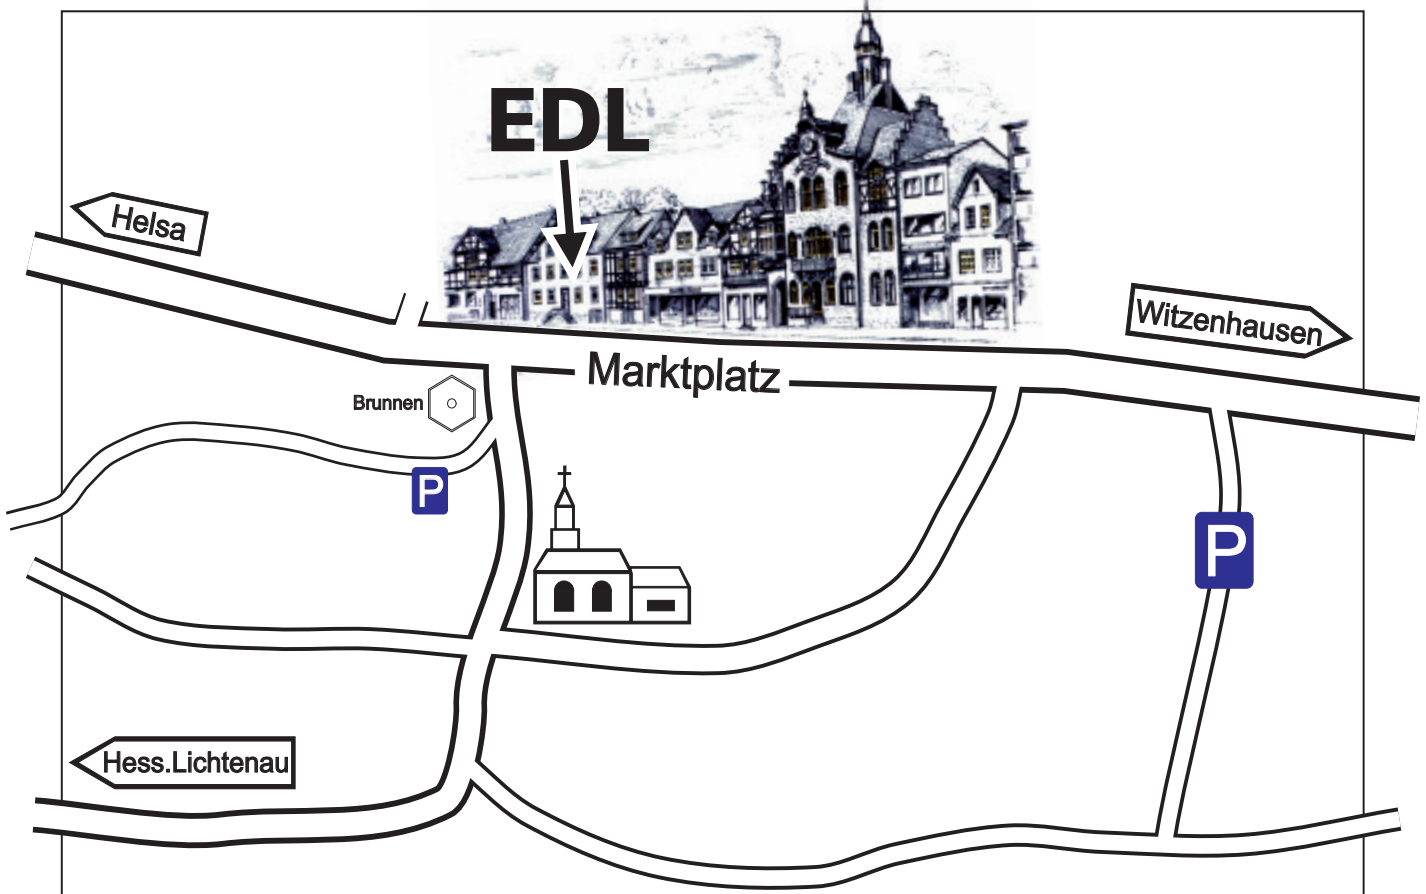 EDL
Helsa
Witzenhausen
Marktplatz
Brunnen
P
P
Hess.Lichtenau